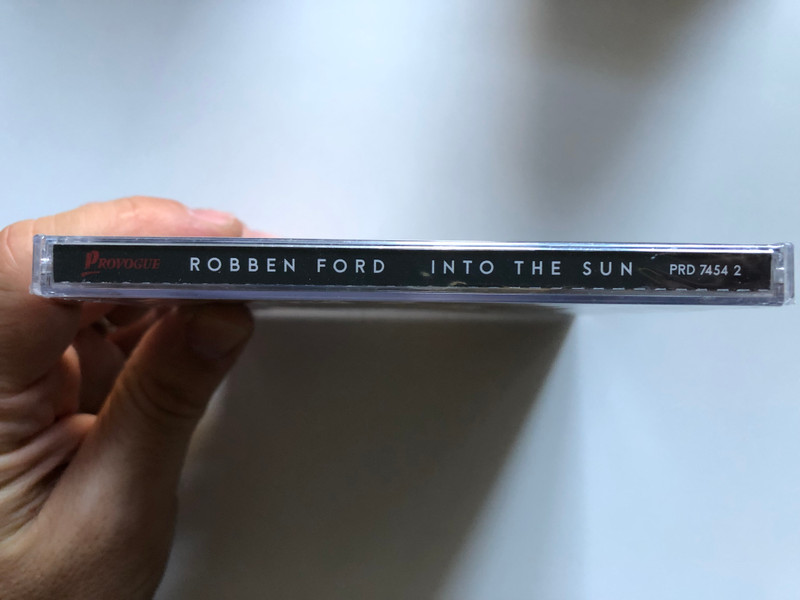 PROVOGUE ROBBEN FORD INTO THE SUN PRD 7454 2